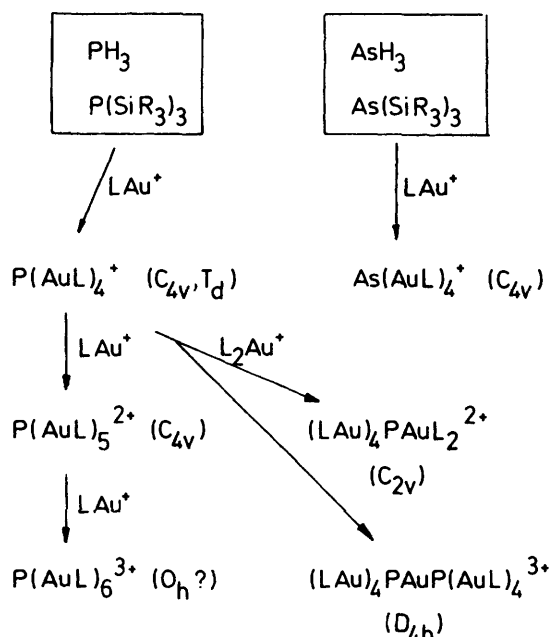 PH₃
P(SiR₃)₃
AsH₃
As(SiR₃)₃
LAu⁺
LAu⁺
P(AuL)₄⁺ (C₄ᵥ, T_d)
As(AuL)₄⁺ (C₄ᵥ)
LAu⁺
L₂Au⁺
P(AuL)₅²⁺ (C₄ᵥ)
(LAu)₄PAuL₂²⁺
(C₂ᵥ)
LAu⁺
P(AuL)₆³⁺ (Oₕ?)
(LAu)₄PAuP(AuL)₄³⁺
(D₄ₕ)